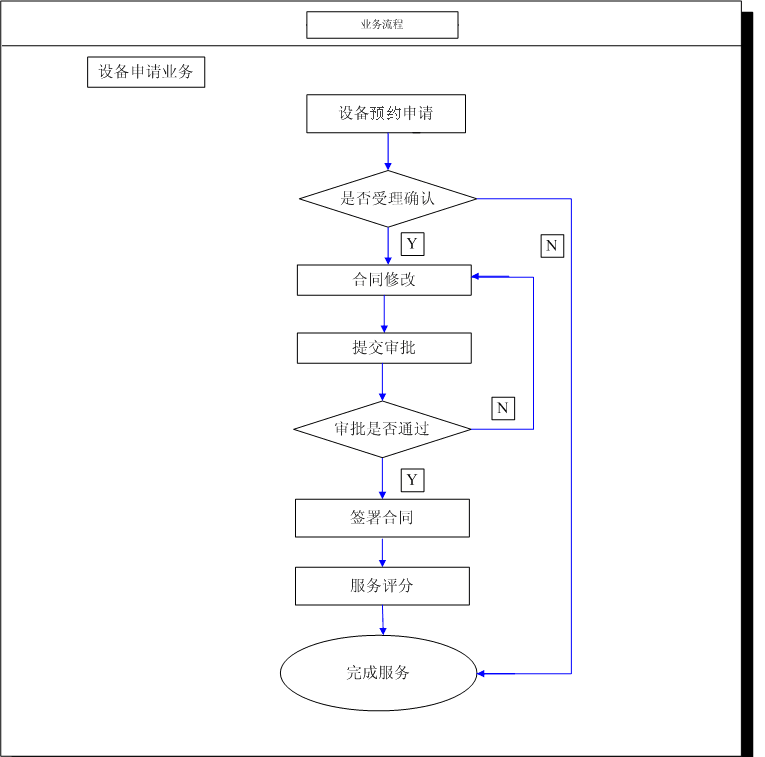 业务流程
设备申请业务
设备预约申请
是否受理确认
Y
N
合同修改
提交审批
N
审批是否通过
Y
签署合同
服务评分
完成服务